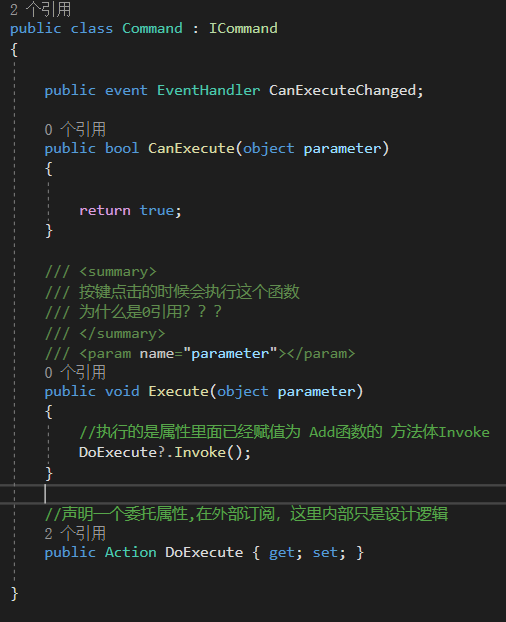 2 个引用
public class Command : ICommand
{
public event EventHandler CanExecuteChanged;
0 个引用
public bool CanExecute(object parameter)
{
return true;
}
/// <summary>
/// 按键点击的时候会执行这个函数
/// 为什么是0引用？？？
/// </summary>
/// <param name="parameter"></param>
0 个引用
public void Execute(object parameter)
{
//执行的是属性里面已经赋值为 Add函数的 方法体Invoke
DoExecute?.Invoke();
}
//声明一个委托属性,在外部订阅，这里内部只是设计逻辑
2 个引用
public Action DoExecute { get; set; }
}